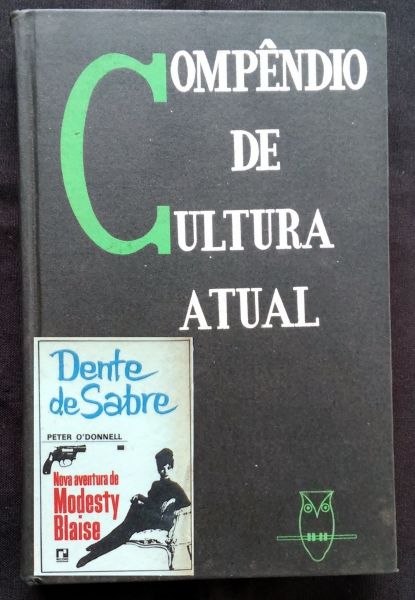 COMPÊNDIO
DE
CULTURA
ATUAL
Dente
de Sabre
PETER O'DONNELL
Nova aventura de
Modesty
Blaise